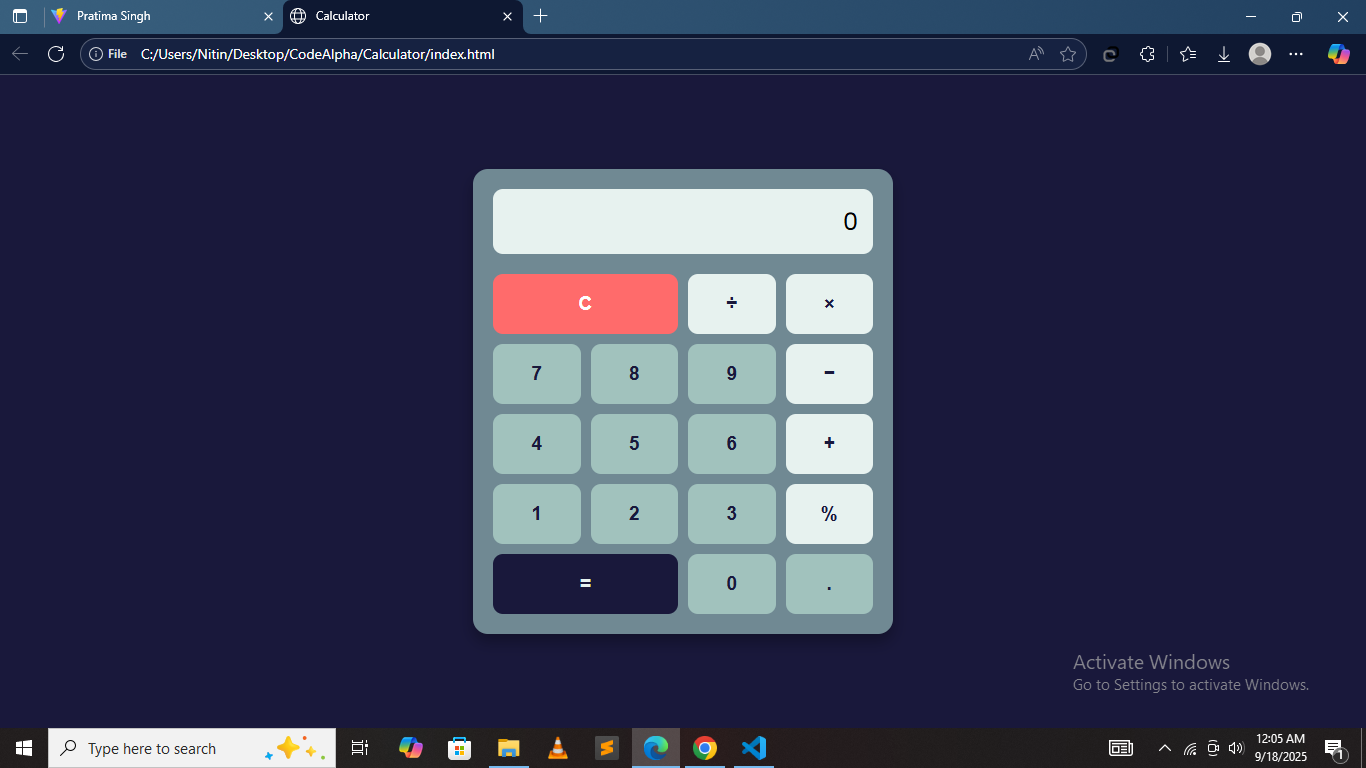 Pratima Singh
Calculator
File C:/Users/Nitin/Desktop/CodeAlpha/Calculator/index.html
0
C ÷ ×
7 8 9 −
4 5 6 +
1 2 3 %
= 0 .
Activate Windows
Go to Settings to activate Windows.
Type here to search
12:05 AM
9/18/2025
1